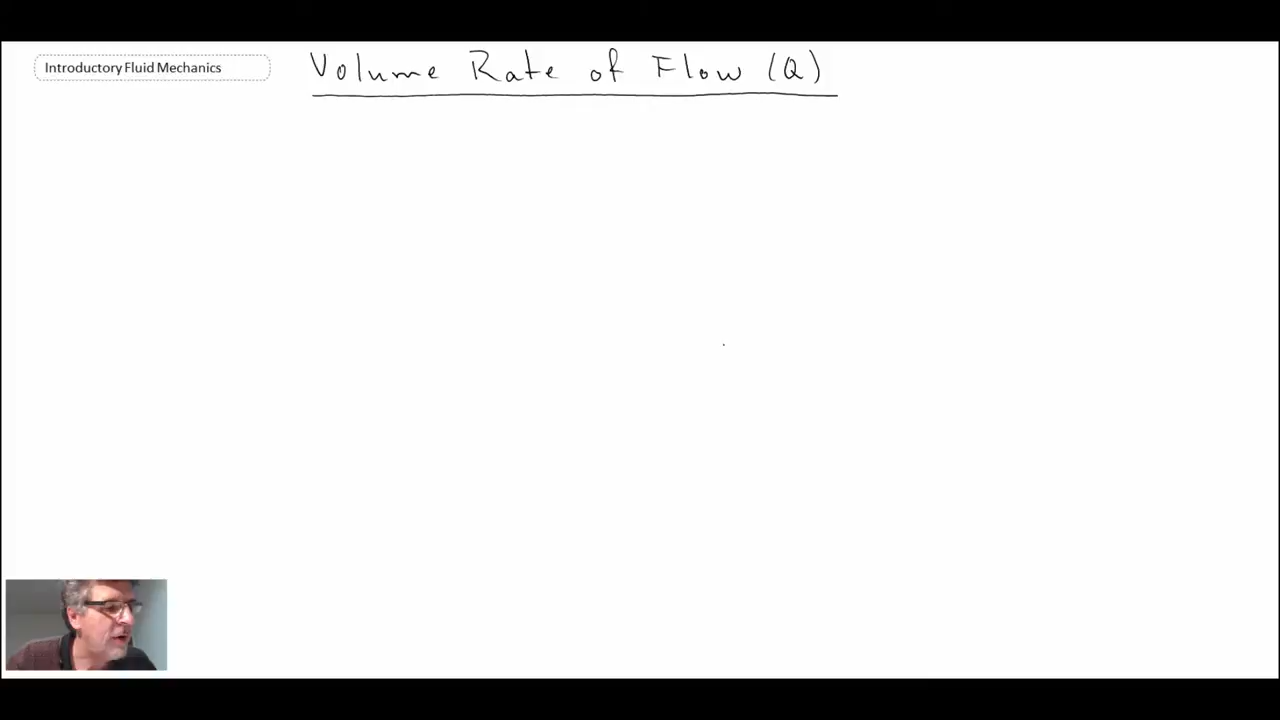 Introductory Fluid Mechanics
Volume Rate of Flow (Q)